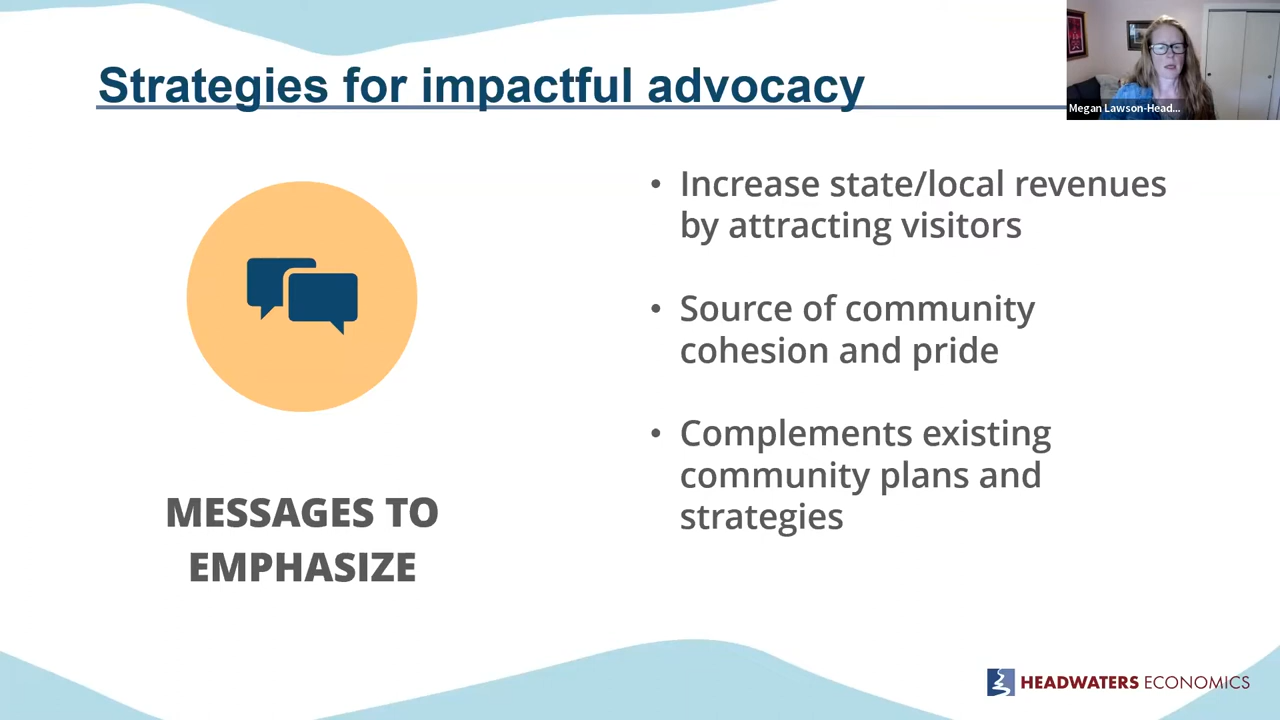 Strategies for impactful advocacy
Megan Lawson-Head...
• Increase state/local revenues
by attracting visitors
• Source of community
cohesion and pride
• Complements existing
community plans and
strategies
MESSAGES TO
EMPHASIZE
HEADWATERS ECONOMICS